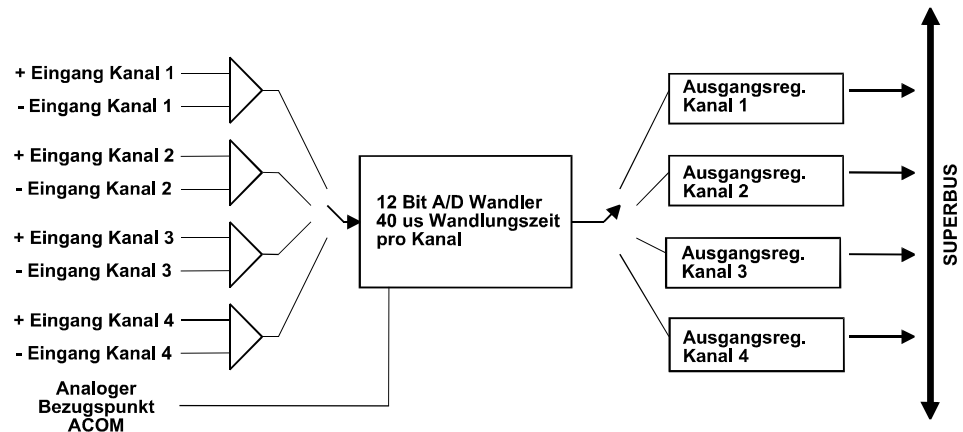 + Eingang Kanal 1
- Eingang Kanal 1
+ Eingang Kanal 2
- Eingang Kanal 2
+ Eingang Kanal 3
- Eingang Kanal 3
+ Eingang Kanal 4
- Eingang Kanal 4
Analoger
Bezugspunkt
ACOM
12 Bit A/D Wandler
40 us Wandlungszeit
pro Kanal
Ausgangsreg.
Kanal 1
Ausgangsreg.
Kanal 2
Ausgangsreg.
Kanal 3
Ausgangsreg.
Kanal 4
SUPERBUS